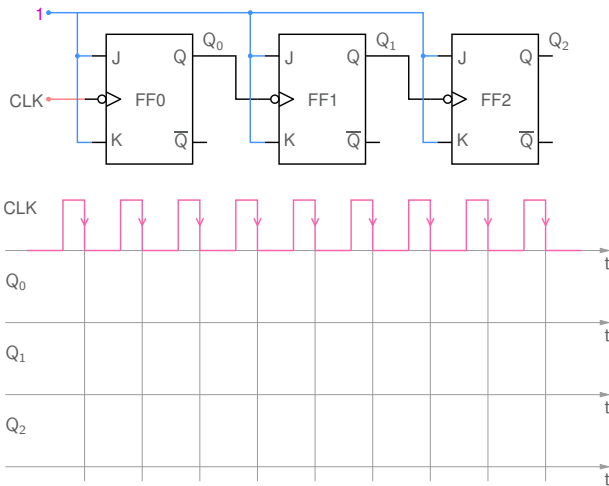 1
Q₀ Q₁ Q₂
J Q J Q J Q
CLK FF0 FF1 FF2
K Q̅ K Q̅ K Q̅
CLK
t
Q₀
t
Q₁
t
Q₂
t